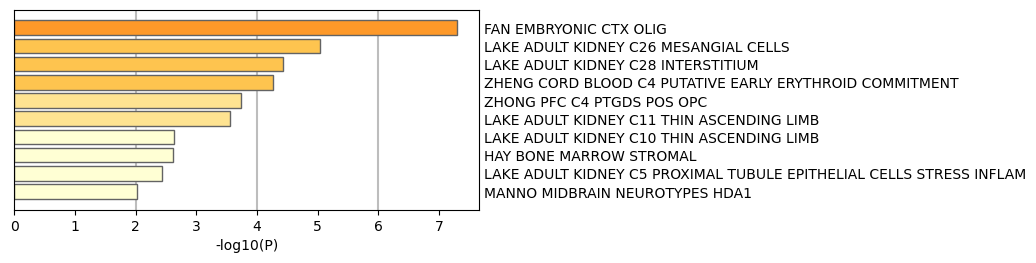 FAN EMBRYONIC CTX OLIG
LAKE ADULT KIDNEY C26 MESANGIAL CELLS
LAKE ADULT KIDNEY C28 INTERSTITIUM
ZHENG CORD BLOOD C4 PUTATIVE EARLY ERYTHROID COMMITMENT
ZHONG PFC C4 PTGDS POS OPC
LAKE ADULT KIDNEY C11 THIN ASCENDING LIMB
LAKE ADULT KIDNEY C10 THIN ASCENDING LIMB
HAY BONE MARROW STROMAL
LAKE ADULT KIDNEY C5 PROXIMAL TUBULE EPITHELIAL CELLS STRESS INFLAM
MANNO MIDBRAIN NEUROTYPES HDA1
0 1 2 3 4 5 6 7
-log10(P)